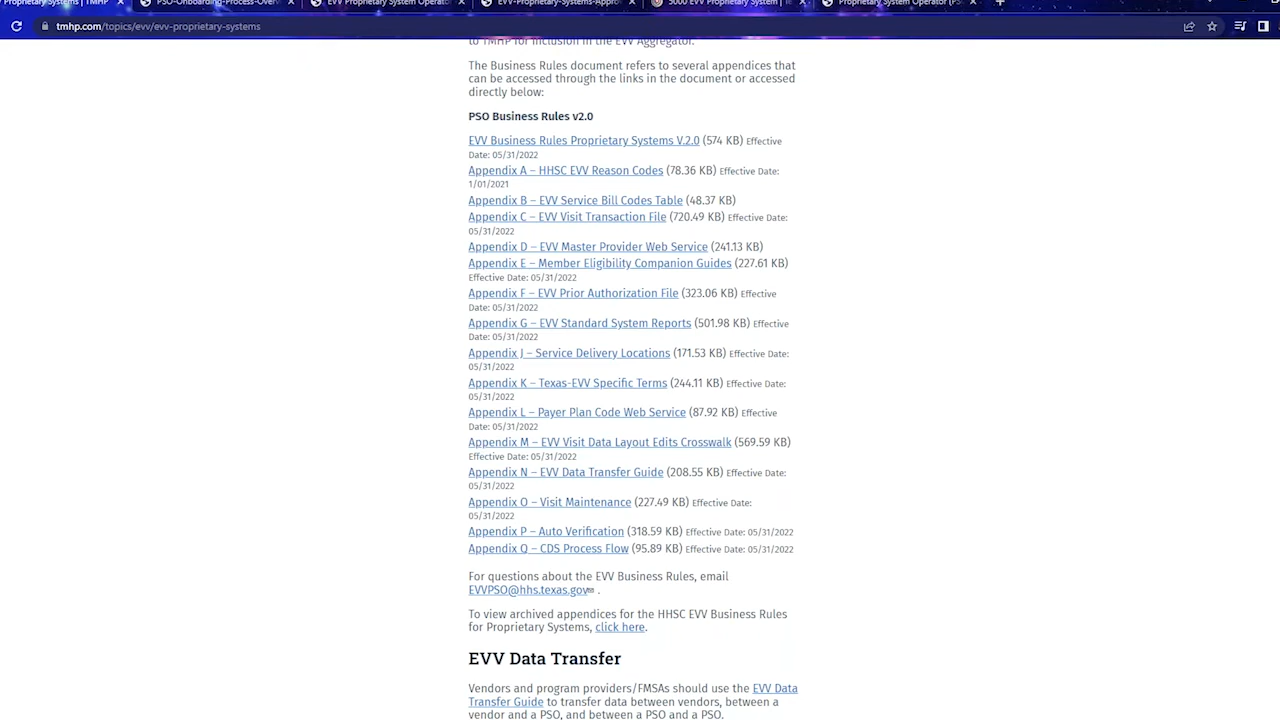 Proprietary Systems | TMHP
PSO-Onboarding-Process-Overv
EVV Proprietary System Operato
EVV-Proprietary-Systems-Appro
5000 EVV Proprietary System | Te
Proprietary System Operator (PS
tmhp.com/topics/evv/evv-proprietary-systems
to TMHP for inclusion in the EVV Aggregator.
The Business Rules document refers to several appendices that
can be accessed through the links in the document or accessed
directly below:
PSO Business Rules v2.0
EVV Business Rules Proprietary Systems V.2.0 (574 KB) Effective
Date: 05/31/2022
Appendix A – HHSC EVV Reason Codes (78.36 KB) Effective Date:
1/01/2021
Appendix B – EVV Service Bill Codes Table (48.37 KB)
Appendix C – EVV Visit Transaction File (720.49 KB) Effective Date:
05/31/2022
Appendix D – EVV Master Provider Web Service (241.13 KB)
Appendix E – Member Eligibility Companion Guides (227.61 KB)
Effective Date: 05/31/2022
Appendix F – EVV Prior Authorization File (323.06 KB) Effective
Date: 05/31/2022
Appendix G – EVV Standard System Reports (501.98 KB) Effective
Date: 05/31/2022
Appendix J – Service Delivery Locations (171.53 KB) Effective Date:
05/31/2022
Appendix K – Texas-EVV Specific Terms (244.11 KB) Effective Date:
05/31/2022
Appendix L – Payer Plan Code Web Service (87.92 KB) Effective
Date: 05/31/2022
Appendix M – EVV Visit Data Layout Edits Crosswalk (569.59 KB)
Effective Date: 05/31/2022
Appendix N – EVV Data Transfer Guide (208.55 KB) Effective Date:
05/31/2022
Appendix O – Visit Maintenance (227.49 KB) Effective Date:
05/31/2022
Appendix P – Auto Verification (318.59 KB) Effective Date: 05/31/2022
Appendix Q – CDS Process Flow (95.89 KB) Effective Date: 05/31/2022
For questions about the EVV Business Rules, email
EVVPSO@hhs.texas.gov .
To view archived appendices for the HHSC EVV Business Rules
for Proprietary Systems, click here.
EVV Data Transfer
Vendors and program providers/FMSAs should use the EVV Data
Transfer Guide to transfer data between vendors, between a
vendor and a PSO, and between a PSO and a PSO.